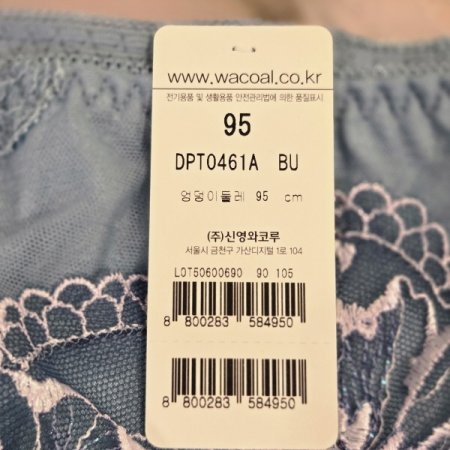 www.wacoal.co.kr
전기용품 및 생활용품 안전관리법에 의한 품질표시
95
DPT0461A BU
엉덩이둘레 95 cm
(주)신영와코루
서울시 금천구 가산디지털 1로 104
LOT50600690 90 105
8 800283 584950
8 800283 584950